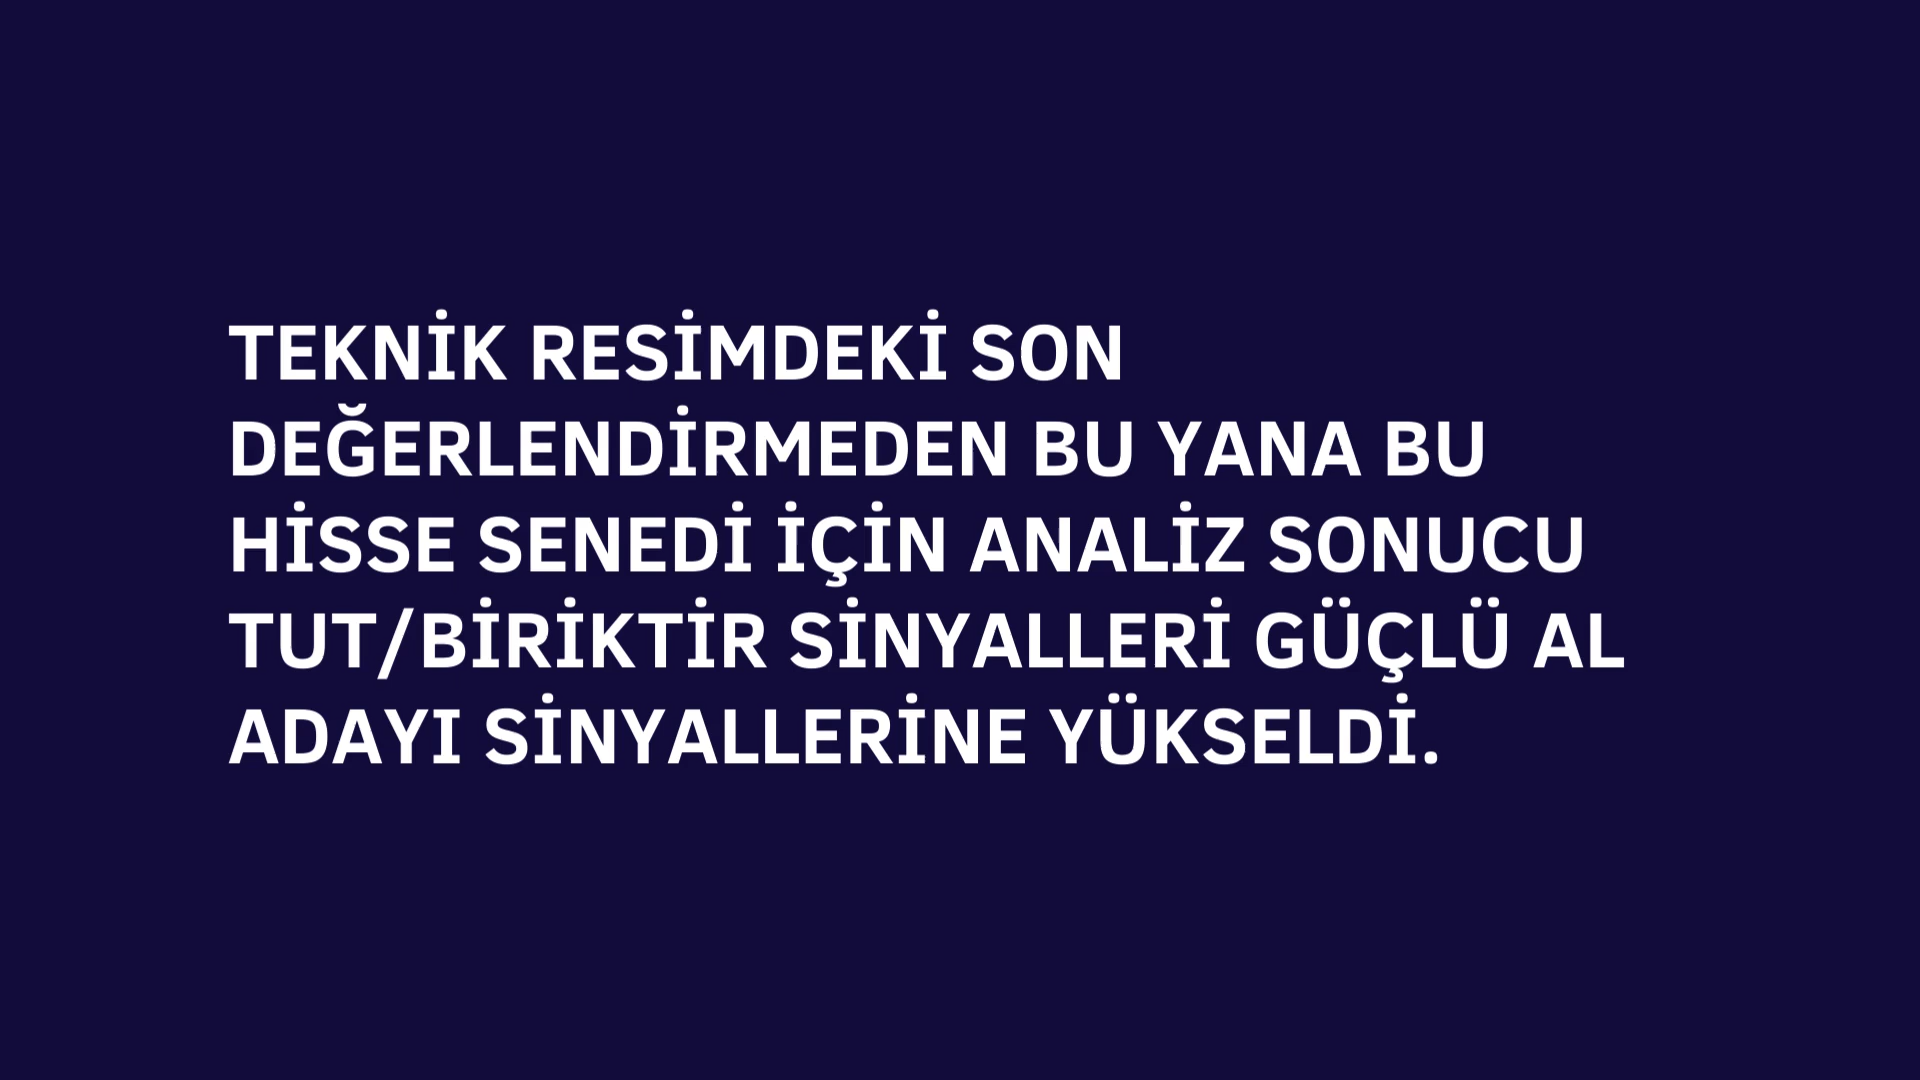 TEKNİK RESİMDEKİ SON
DEĞERLENDİRMEDEN BU YANA BU
HİSSE SENEDİ İÇİN ANALİZ SONUCU
TUT/BİRİKTİR SİNYALLERİ GÜÇLÜ AL
ADAYI SİNYALLERİNE YÜKSELDİ.